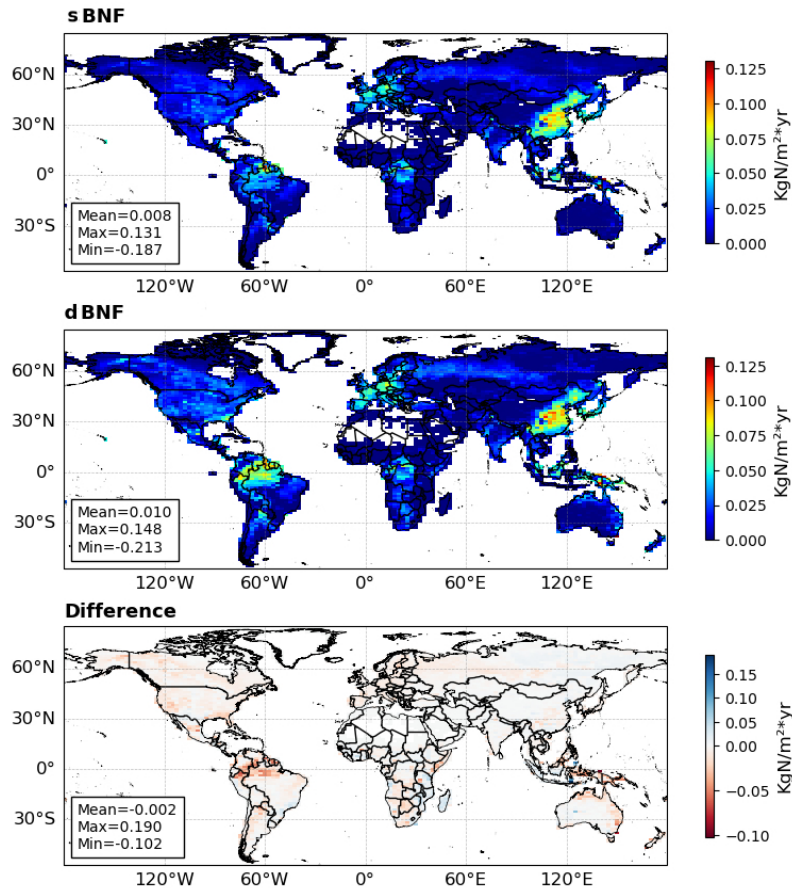 s BNF
60°N
30°N
0°
30°S
Mean=0.008
Max=0.131
Min=-0.187
120°W 60°W 0° 60°E 120°E
0.125
0.100
0.075
0.050
0.025
0.000
KgN/m²*yr
d BNF
60°N
30°N
0°
30°S
Mean=0.010
Max=0.148
Min=-0.213
120°W 60°W 0° 60°E 120°E
0.125
0.100
0.075
0.050
0.025
0.000
KgN/m²*yr
Difference
60°N
30°N
0°
30°S
Mean=-0.002
Max=0.190
Min=-0.102
120°W 60°W 0° 60°E 120°E
0.15
0.10
0.05
0.00
−0.05
−0.10
KgN/m²*yr